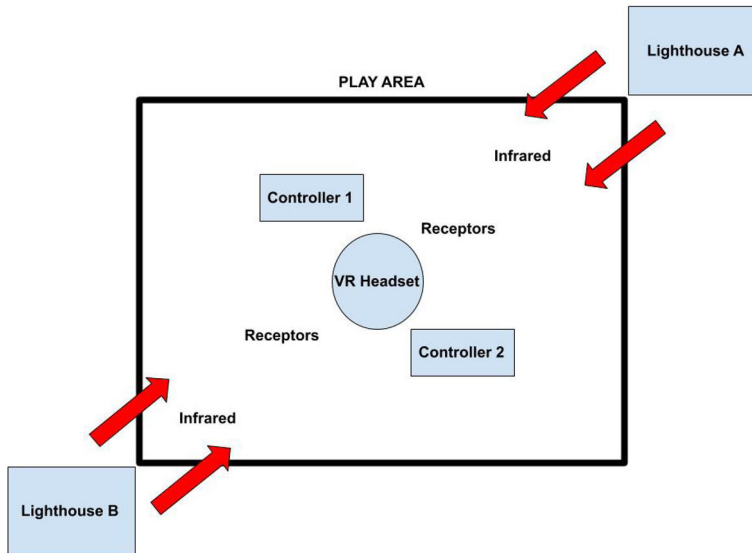 Lighthouse A
PLAY AREA
Infrared
Controller 1
Receptors
VR Headset
Receptors
Controller 2
Infrared
Lighthouse B